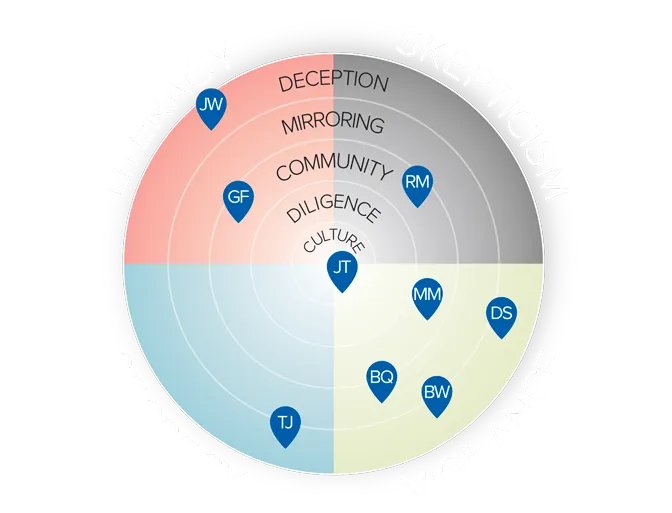 SKEPTICISM
DECEPTION
JW
MIRRORING
COMMUNITY
RM
GF
DILIGENCE
CULTURE
JT
MM
DS
BQ
BW
TJ